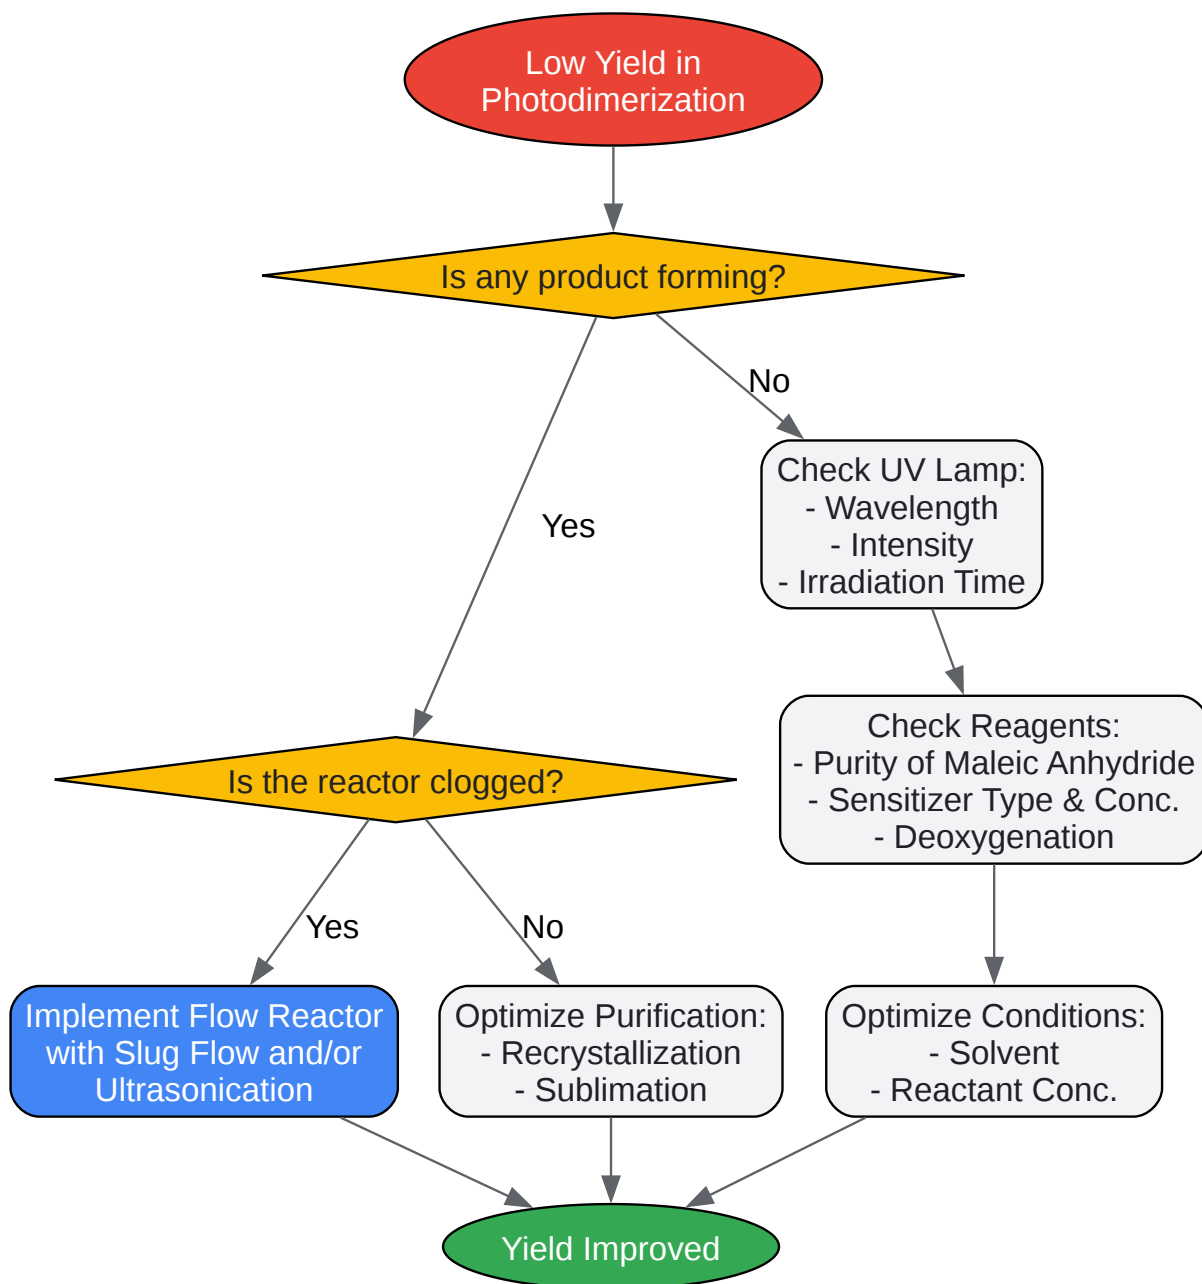 Low Yield in
Photodimerization
Is any product forming?
No
Check UV Lamp:
- Wavelength
- Intensity
- Irradiation Time
Yes
Check Reagents:
- Purity of Maleic Anhydride
- Sensitizer Type & Conc.
- Deoxygenation
Is the reactor clogged?
Yes
No
Implement Flow Reactor
with Slug Flow and/or
Ultrasonication
Optimize Purification:
- Recrystallization
- Sublimation
Optimize Conditions:
- Solvent
- Reactant Conc.
Yield Improved